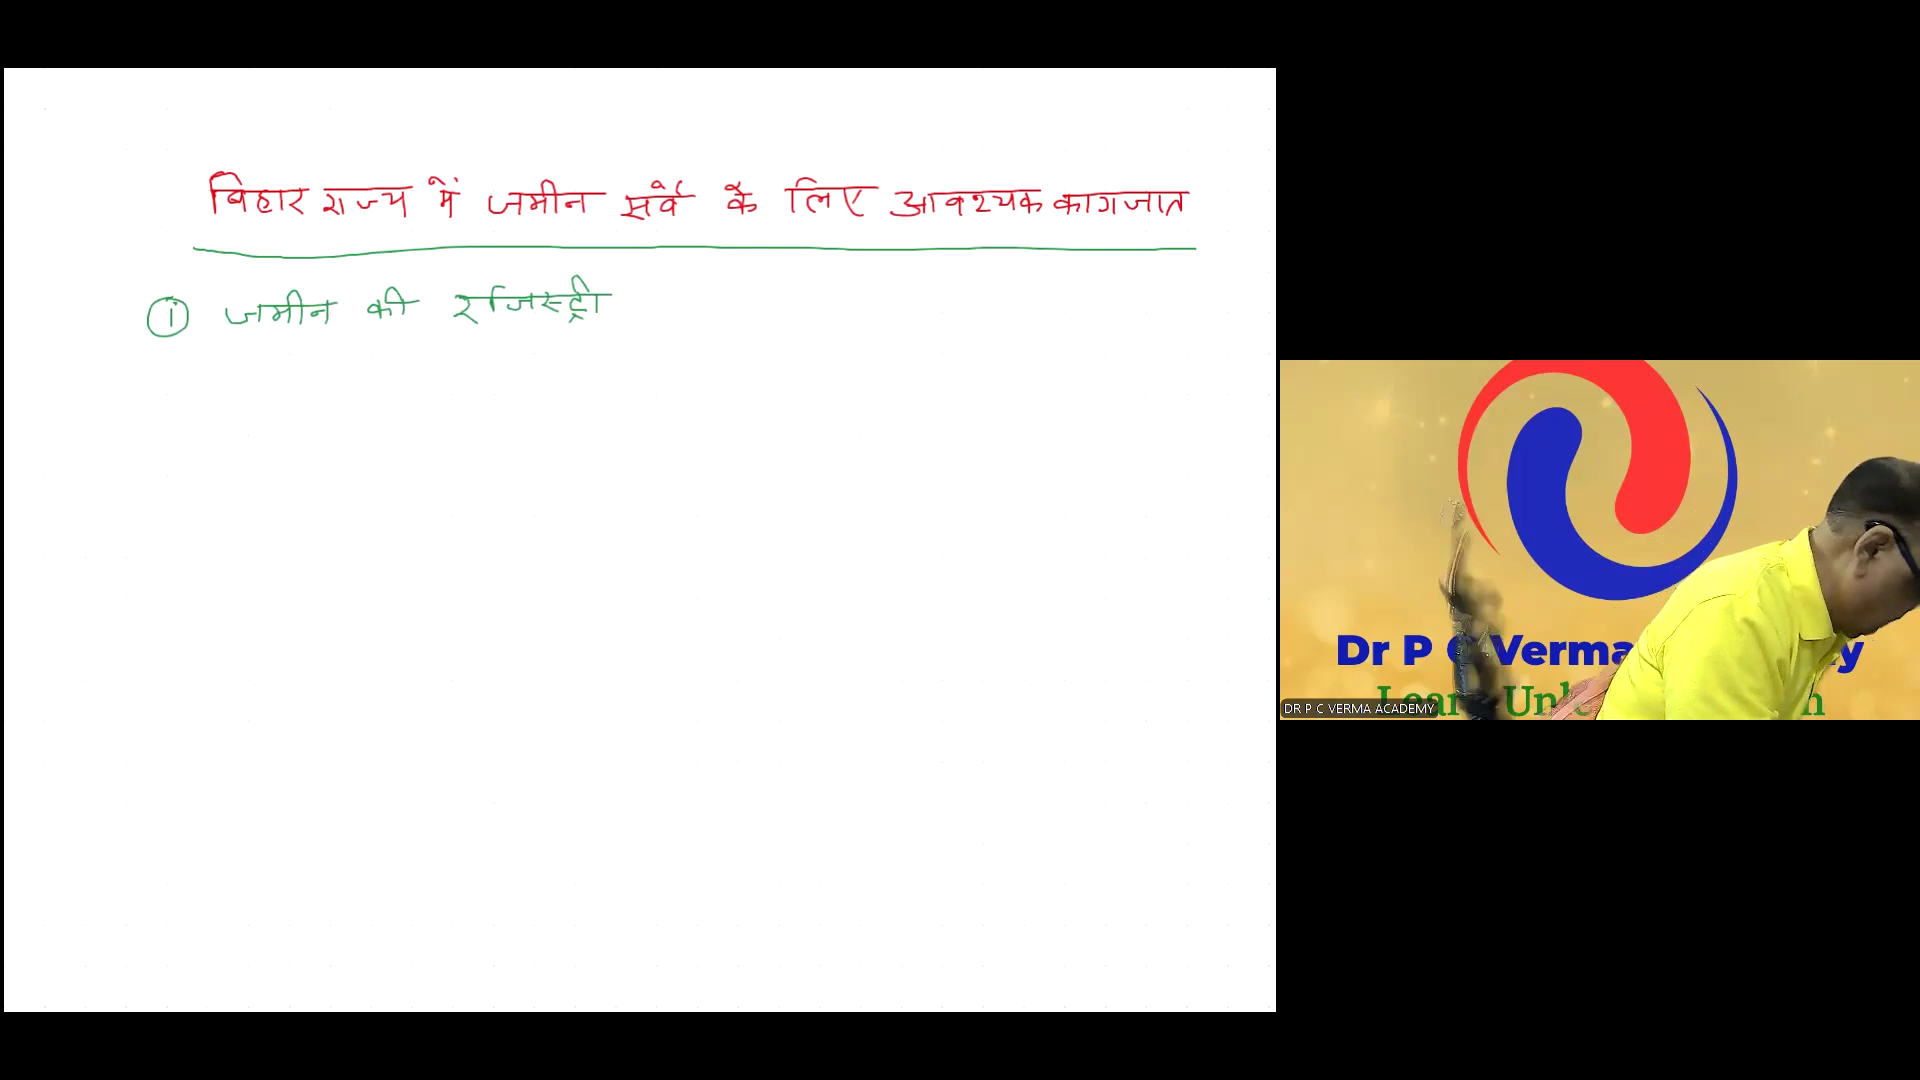 बिहार राज्य में जमीन सर्वे के लिए आवश्यक कागजात
① जमीन की रजिस्ट्री
Dr P C Verma
DR P C VERMA ACADEMY